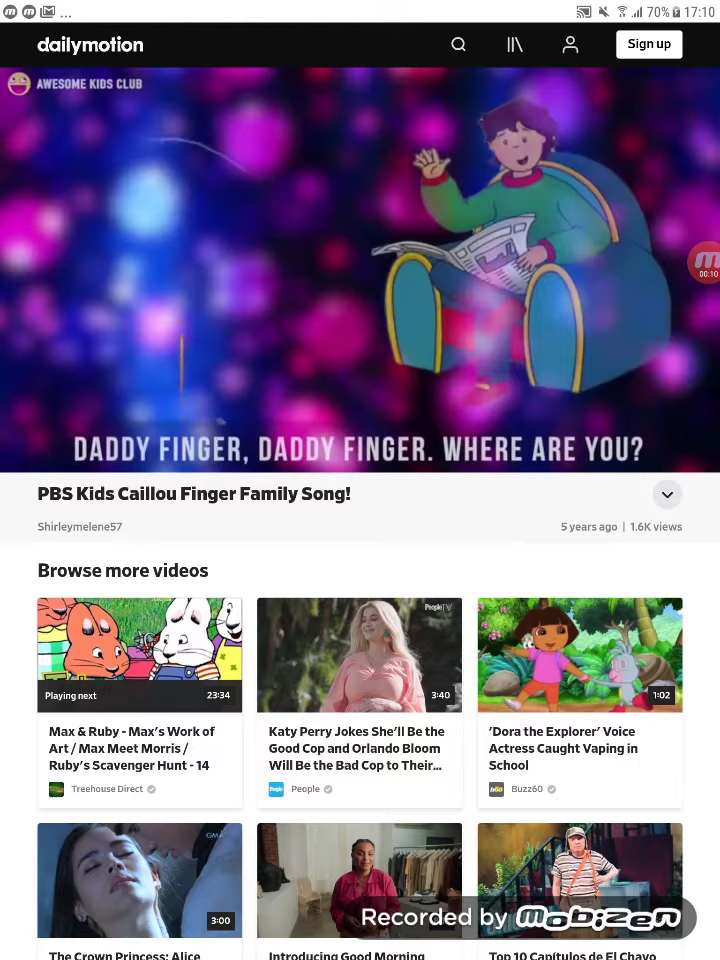 ... 70% 17:10
dailymotion
Sign up
AWESOME KIDS CLUB
00:10
DADDY FINGER, DADDY FINGER. WHERE ARE YOU?
PBS Kids Caillou Finger Family Song!
Shirleymelene57
5 years ago | 1.6K views
Browse more videos
Playing next
23:34
PeopleTV
3:40
1:02
Max & Ruby - Max's Work of
Art / Max Meet Morris /
Ruby's Scavenger Hunt - 14
Treehouse Direct
Katy Perry Jokes She'll Be the
Good Cop and Orlando Bloom
Will Be the Bad Cop to Their...
People
People
'Dora the Explorer' Voice
Actress Caught Vaping in
School
b60
Buzz60
GMA
3:00
Recorded by mobizen
The Crown Princess: Alice
Introducing Good Morning
Top 10 Capítulos de El Chavo